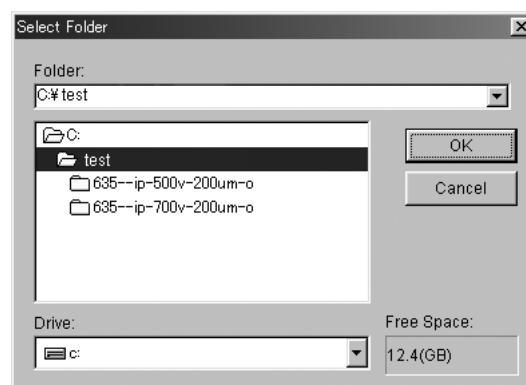 Select Folder
Folder:
C:¥ test
C:
test
635--ip-500v-200um-o
635--ip-700v-200um-o
OK
Cancel
Drive:
c:
Free Space:
12.4(GB)